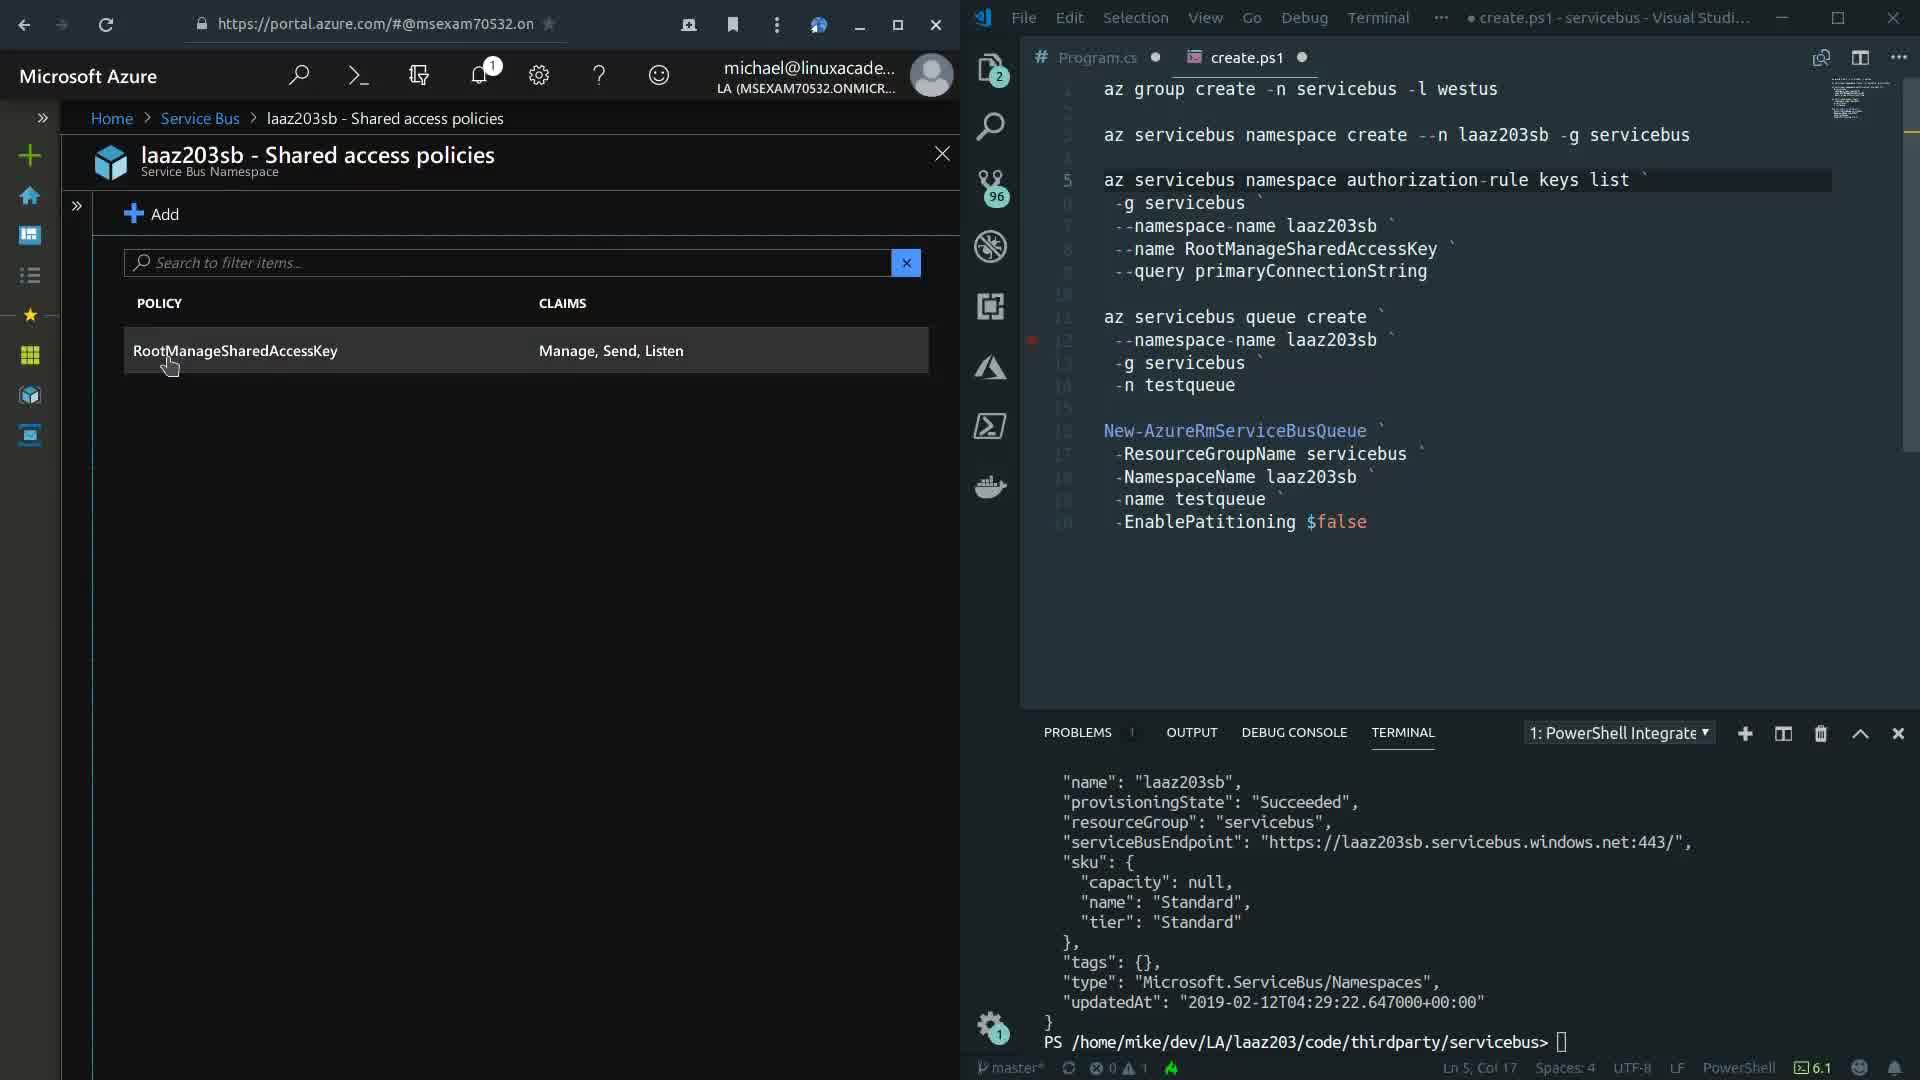 https://portal.azure.com/#@msexam70532.on
Microsoft Azure
1
michael@linuxacade...
LA (MSEXAM70532.ONMICR...
Home
Service Bus
laaz203sb - Shared access policies
laaz203sb - Shared access policies
Service Bus Namespace
Add
Search to filter items...
POLICY
CLAIMS
RootManageSharedAccessKey
Manage, Send, Listen
File
Edit
Selection
View
Go
Debug
Terminal
create.ps1 - servicebus - Visual Studi...
Program.cs
create.ps1
2
96
1
az group create -n servicebus -l westus
az servicebus namespace create --n laaz203sb -g servicebus
5 az servicebus namespace authorization-rule keys list `
-g servicebus `
--namespace-name laaz203sb `
--name RootManageSharedAccessKey `
--query primaryConnectionString
az servicebus queue create `
--namespace-name laaz203sb `
-g servicebus `
-n testqueue
New-AzureRmServiceBusQueue `
-ResourceGroupName servicebus `
-NamespaceName laaz203sb `
-name testqueue `
-EnablePatitioning $false
PROBLEMS 1 OUTPUT DEBUG CONSOLE TERMINAL
1: PowerShell Integrate
"name": "laaz203sb",
"provisioningState": "Succeeded",
"resourceGroup": "servicebus",
"serviceBusEndpoint": "https://laaz203sb.servicebus.windows.net:443/",
"sku": {
"capacity": null,
"name": "Standard",
"tier": "Standard"
},
"tags": {},
"type": "Microsoft.ServiceBus/Namespaces",
"updatedAt": "2019-02-12T04:29:22.647000+00:00"
}
PS /home/mike/dev/LA/laaz203/code/thirdparty/servicebus>
master* 0 1
Ln 5, Col 17 Spaces: 4 UTF-8 LF PowerShell 6.1